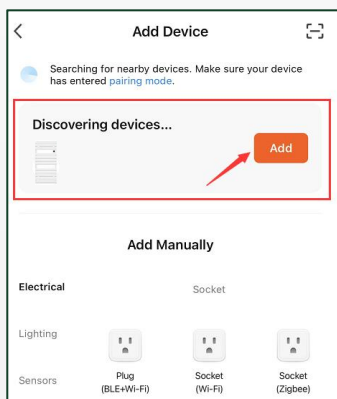 Add Device
Searching for nearby devices. Make sure your device
has entered pairing mode.
Discovering devices...
Add
Add Manually
Electrical
Socket
Lighting
Plug
(BLE+Wi-Fi)
Socket
(Wi-Fi)
Socket
(Zigbee)
Sensors